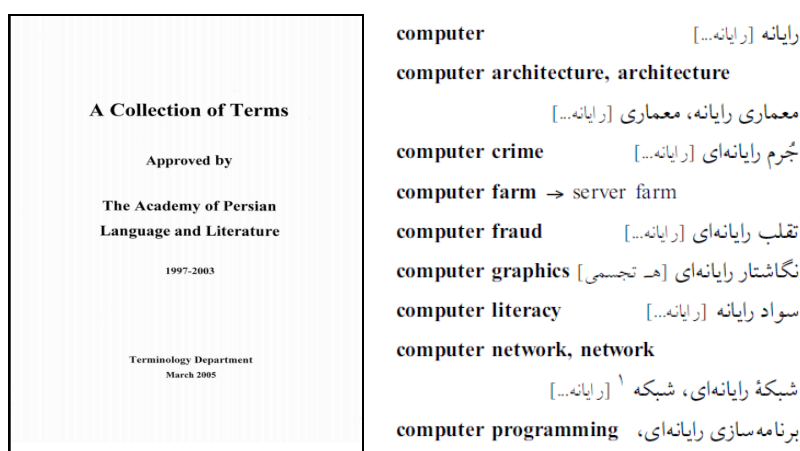 A Collection of Terms
Approved by
The Academy of Persian
Language and Literature
1997-2003
Terminology Department
March 2005
computer رایانه [رایانه...]
computer architecture, architecture
معماری رایانه، معماری [رایانه...]
computer crime جُرم رایانه‌ای [رایانه...]
computer farm → server farm
computer fraud تقلب رایانه‌ای [رایانه...]
computer graphics نگاشتار رایانه‌ای [هـ تجسمی]
computer literacy سواد رایانه [رایانه...]
computer network, network
شبکهٔ رایانه‌ای، شبکه ۱ [رایانه...]
computer programming برنامه‌سازی رایانه‌ای،